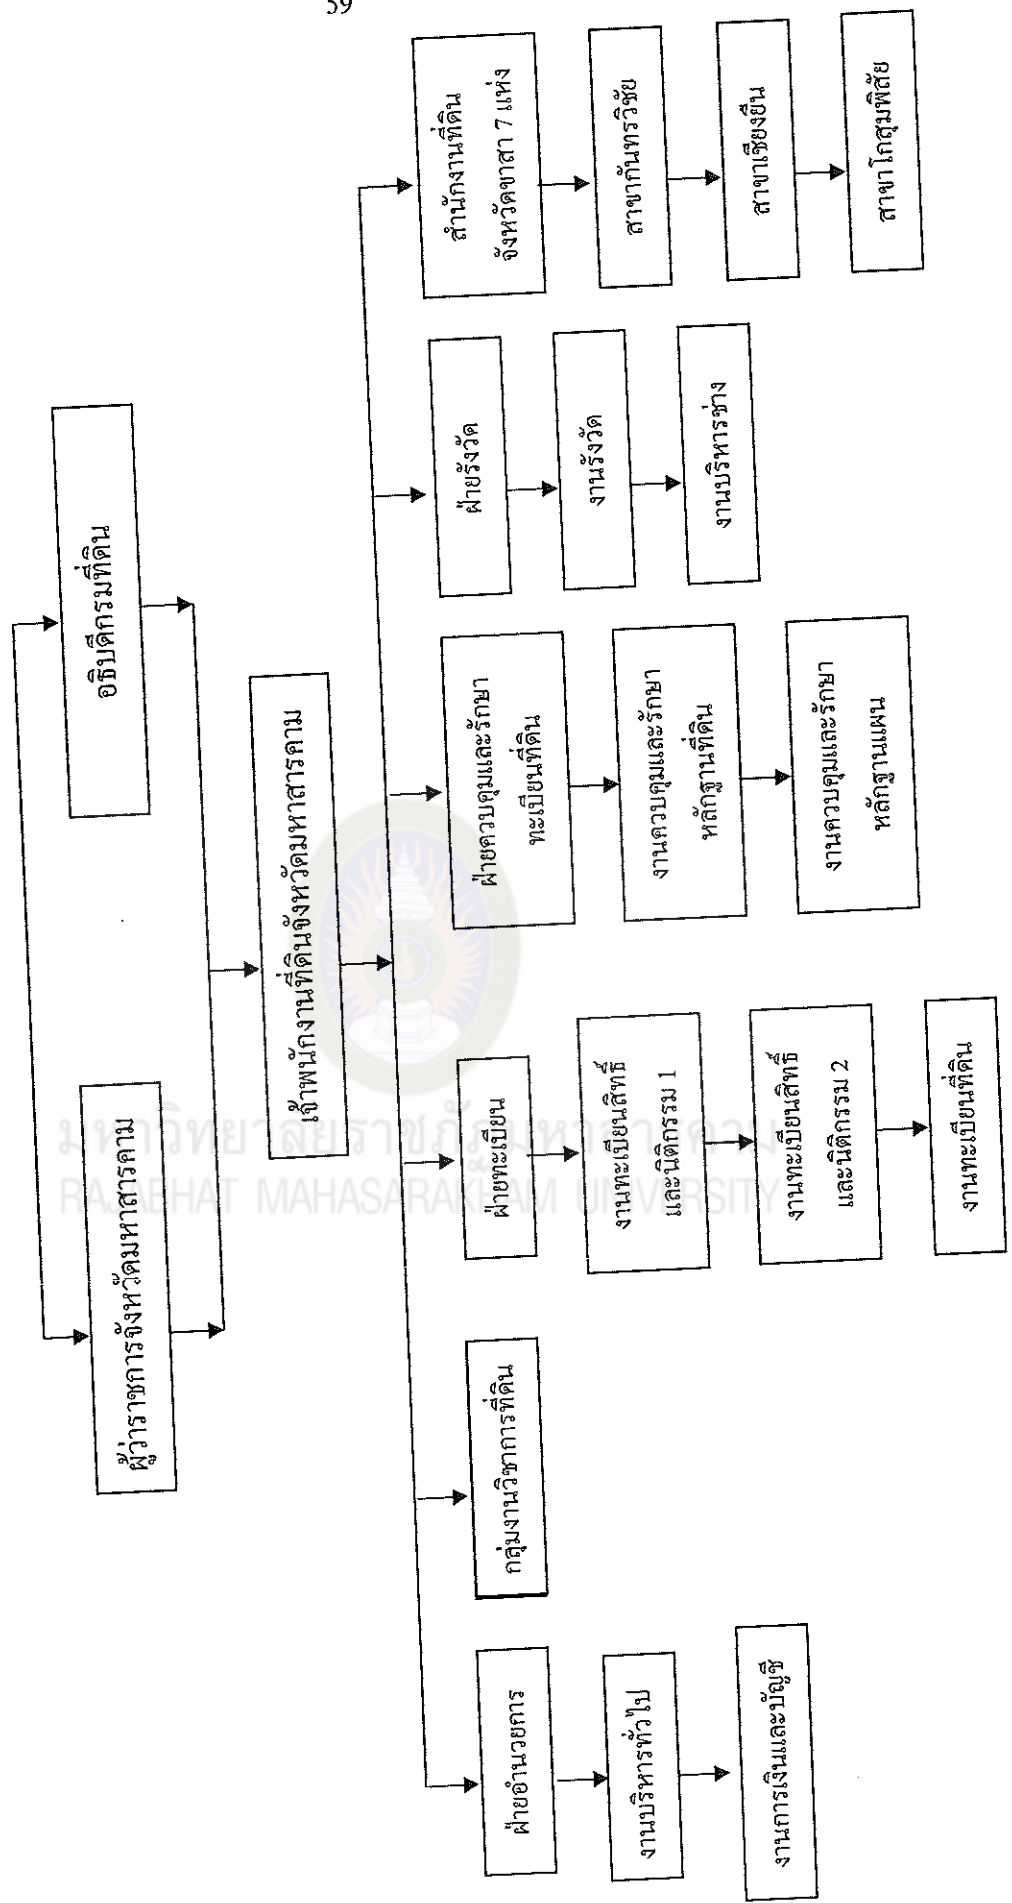 59
ผู้ว่าราชการจังหวัดมหาสารคาม
อธิบดีกรมที่ดิน
เจ้าพนักงานที่ดินจังหวัดมหาสารคาม
ฝ่ายอำนวยการ
งานบริหารทั่วไป
งานการเงินและบัญชี
กลุ่มงานวิชาการที่ดิน
ฝ่ายทะเบียน
งานทะเบียนสิทธิ์
และนิติกรรม 1
งานทะเบียนสิทธิ์
และนิติกรรม 2
งานทะเบียนที่ดิน
ฝ่ายควบคุมและรักษา
ทะเบียนที่ดิน
งานควบคุมและรักษา
หลักฐานที่ดิน
งานควบคุมและรักษา
หลักฐานแผน
ฝ่ายรังวัด
งานรังวัด
งานบริหารช่าง
สำนักงานที่ดิน
จังหวัดขาสา 7 แห่ง
สาขากันทรวิชัย
สาขาเชียงยืน
สาขาโกสุมพิสัย
มหาวิทยาลัยราชภัฏมหาสารคาม
RAJABHAT MAHASARAKHAM UNIVERSITY